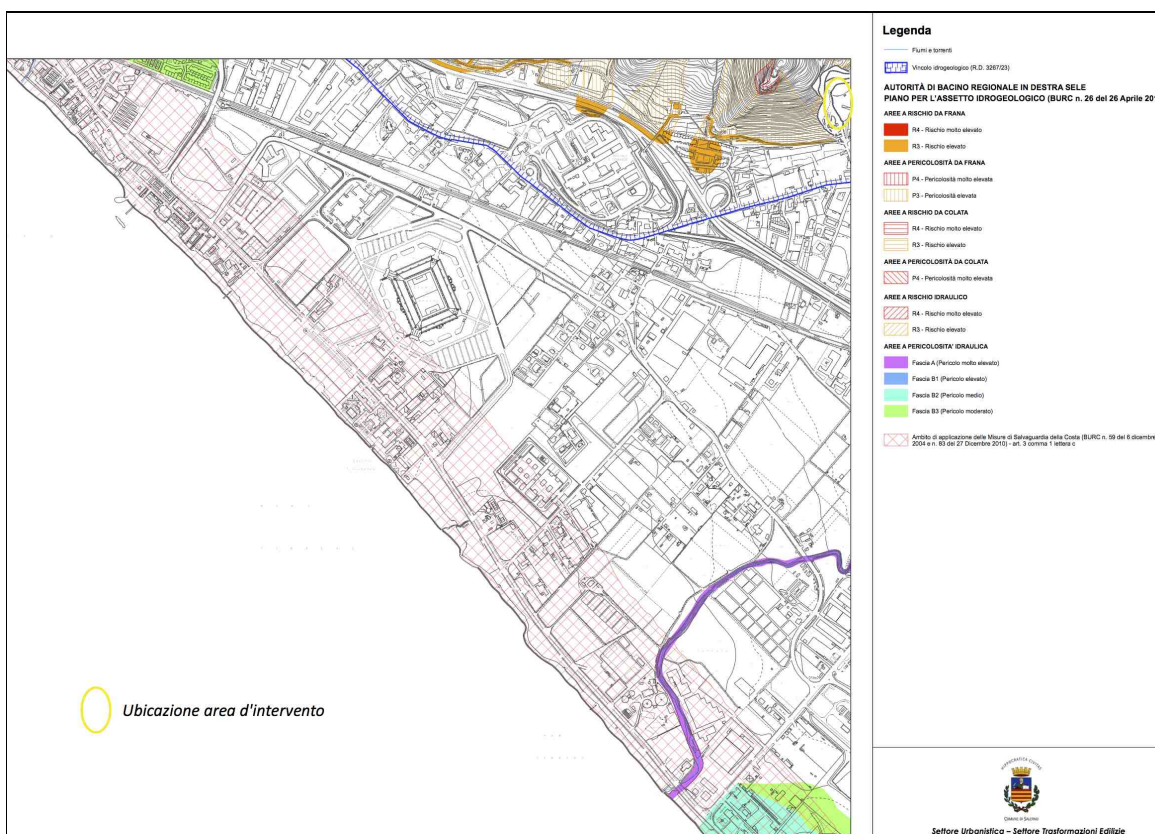 Legenda
Fiumi e torrenti
Vincolo idrogeologico (R.D. 3267/23)
AUTORITÀ DI BACINO REGIONALE IN DESTRA SELE
PIANO PER L'ASSETTO IDROGEOLOGICO (BURC n. 26 del 26 Aprile 20
AREE A RISCHIO DA FRANA
R4 - Rischio molto elevato
R3 - Rischio elevato
AREE A PERICOLOSITÀ DA FRANA
P4 - Pericolosità molto elevata
P3 - Pericolosità elevata
AREE A RISCHIO DA COLATA
R4 - Rischio molto elevato
R3 - Rischio elevato
AREE A PERICOLOSITÀ DA COLATA
P4 - Pericolosità molto elevata
AREE A RISCHIO IDRAULICO
R4 - Rischio molto elevato
R3 - Rischio elevato
AREE A PERICOLOSITA' IDRAULICA
Fascia A (Pericolo molto elevato)
Fascia B1 (Pericolo elevato)
Fascia B2 (Pericolo medio)
Fascia B3 (Pericolo moderato)
Ambito di applicazione delle Misure di Salvaguardia della Costa (BURC n. 59 del 6 dicembre
2004 e n. 83 del 27 Dicembre 2010) - art. 3 comma 1 lettera c
Ubicazione area d'intervento
HIPPOCRATICA CIVITAS
COMUNE DI SALERNO
Settore Urbanistica – Settore Trasformazioni Edilizie